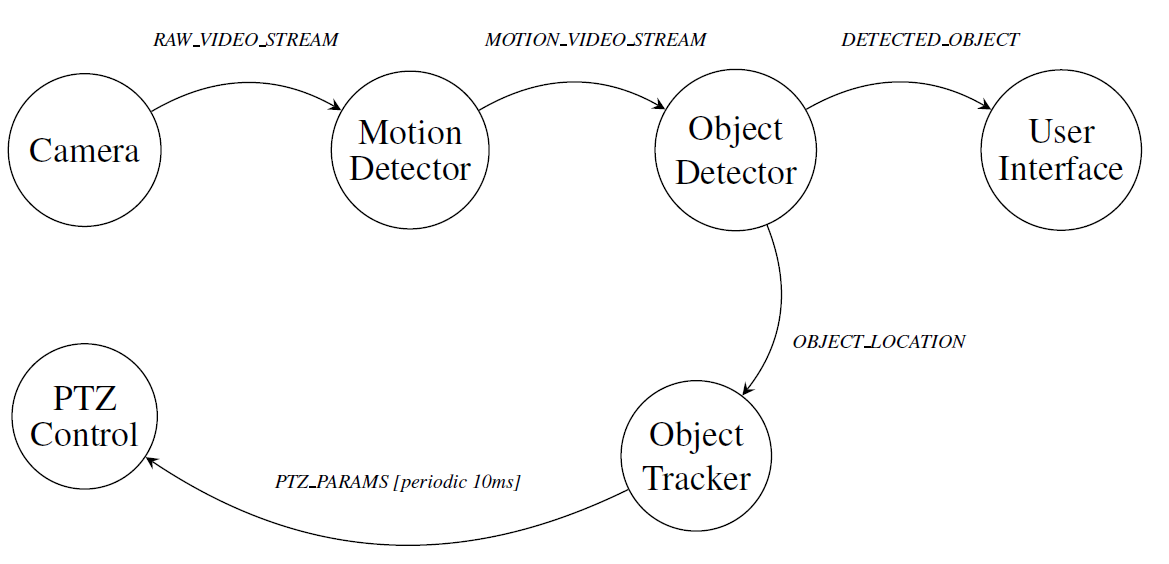 RAW_VIDEO_STREAM
MOTION_VIDEO_STREAM
DETECTED_OBJECT
Camera
Motion
Detector
Object
Detector
User
Interface
OBJECT_LOCATION
PTZ
Control
Object
Tracker
PTZ_PARAMS [periodic 10ms]